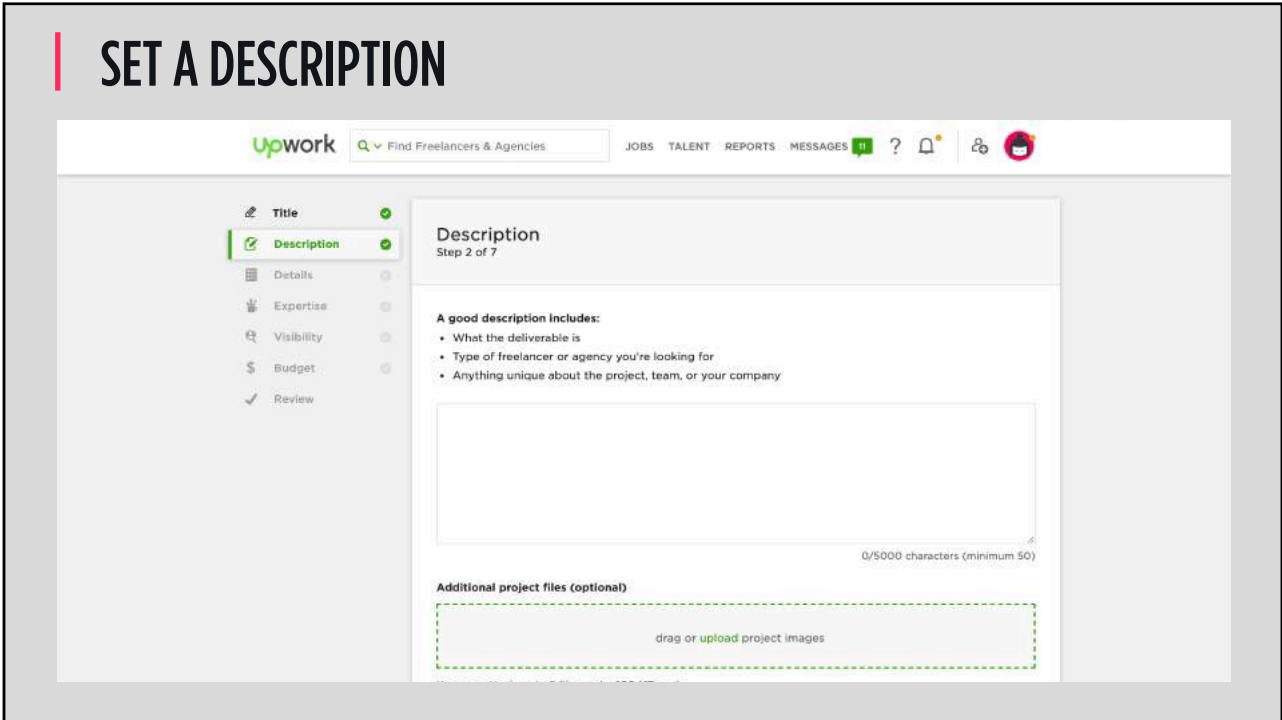 SET A DESCRIPTION
Upwork
Find Freelancers & Agencies
JOBS TALENT REPORTS MESSAGES 11 ?
Title
Description
Details
Expertise
Visibility
$ Budget
Review
Description
Step 2 of 7
A good description includes:
• What the deliverable is
• Type of freelancer or agency you're looking for
• Anything unique about the project, team, or your company
0/5000 characters (minimum 50)
Additional project files (optional)
drag or upload project images